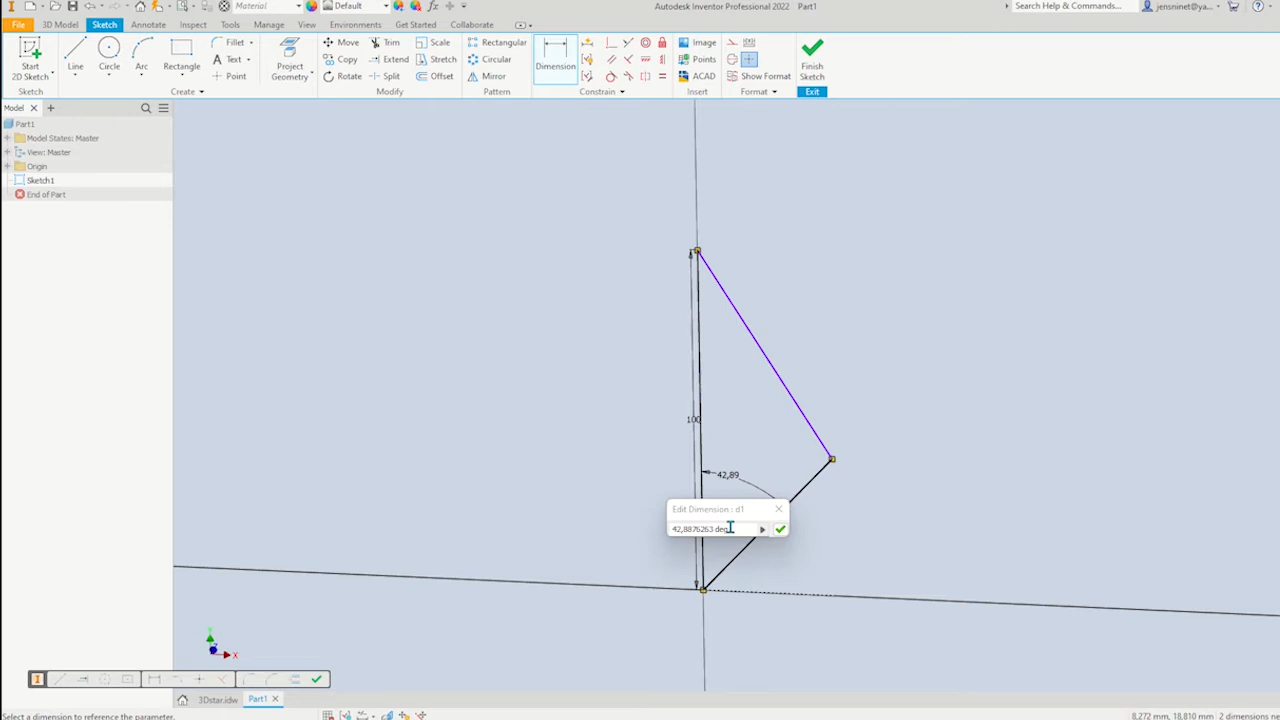 Material
Default
Autodesk Inventor Professional 2022 Part1
Search Help & Commands...
jensninet@ya...
File 3D Model Sketch Annotate Inspect Tools Manage View Environments Get Started Collaborate
Start
2D Sketch
Line
Circle
Arc
Rectangle
Fillet
Text
Point
Project
Geometry
Move
Copy
Rotate
Trim
Extend
Split
Scale
Stretch
Offset
Rectangular
Circular
Mirror
Dimension
Image
Points
ACAD
Show Format
Finish
Sketch
Sketch Create Modify Pattern Constrain Insert Format Exit
Model
Part1
Model States: Master
View: Master
Origin
Sketch1
End of Part
100
42,89
Edit Dimension : d1
42,8876263 deg
Y
X
3Dstar.idw
Part1
Select a dimension to reference the parameter.
8,272 mm, 18,810 mm
2 dimensions ne